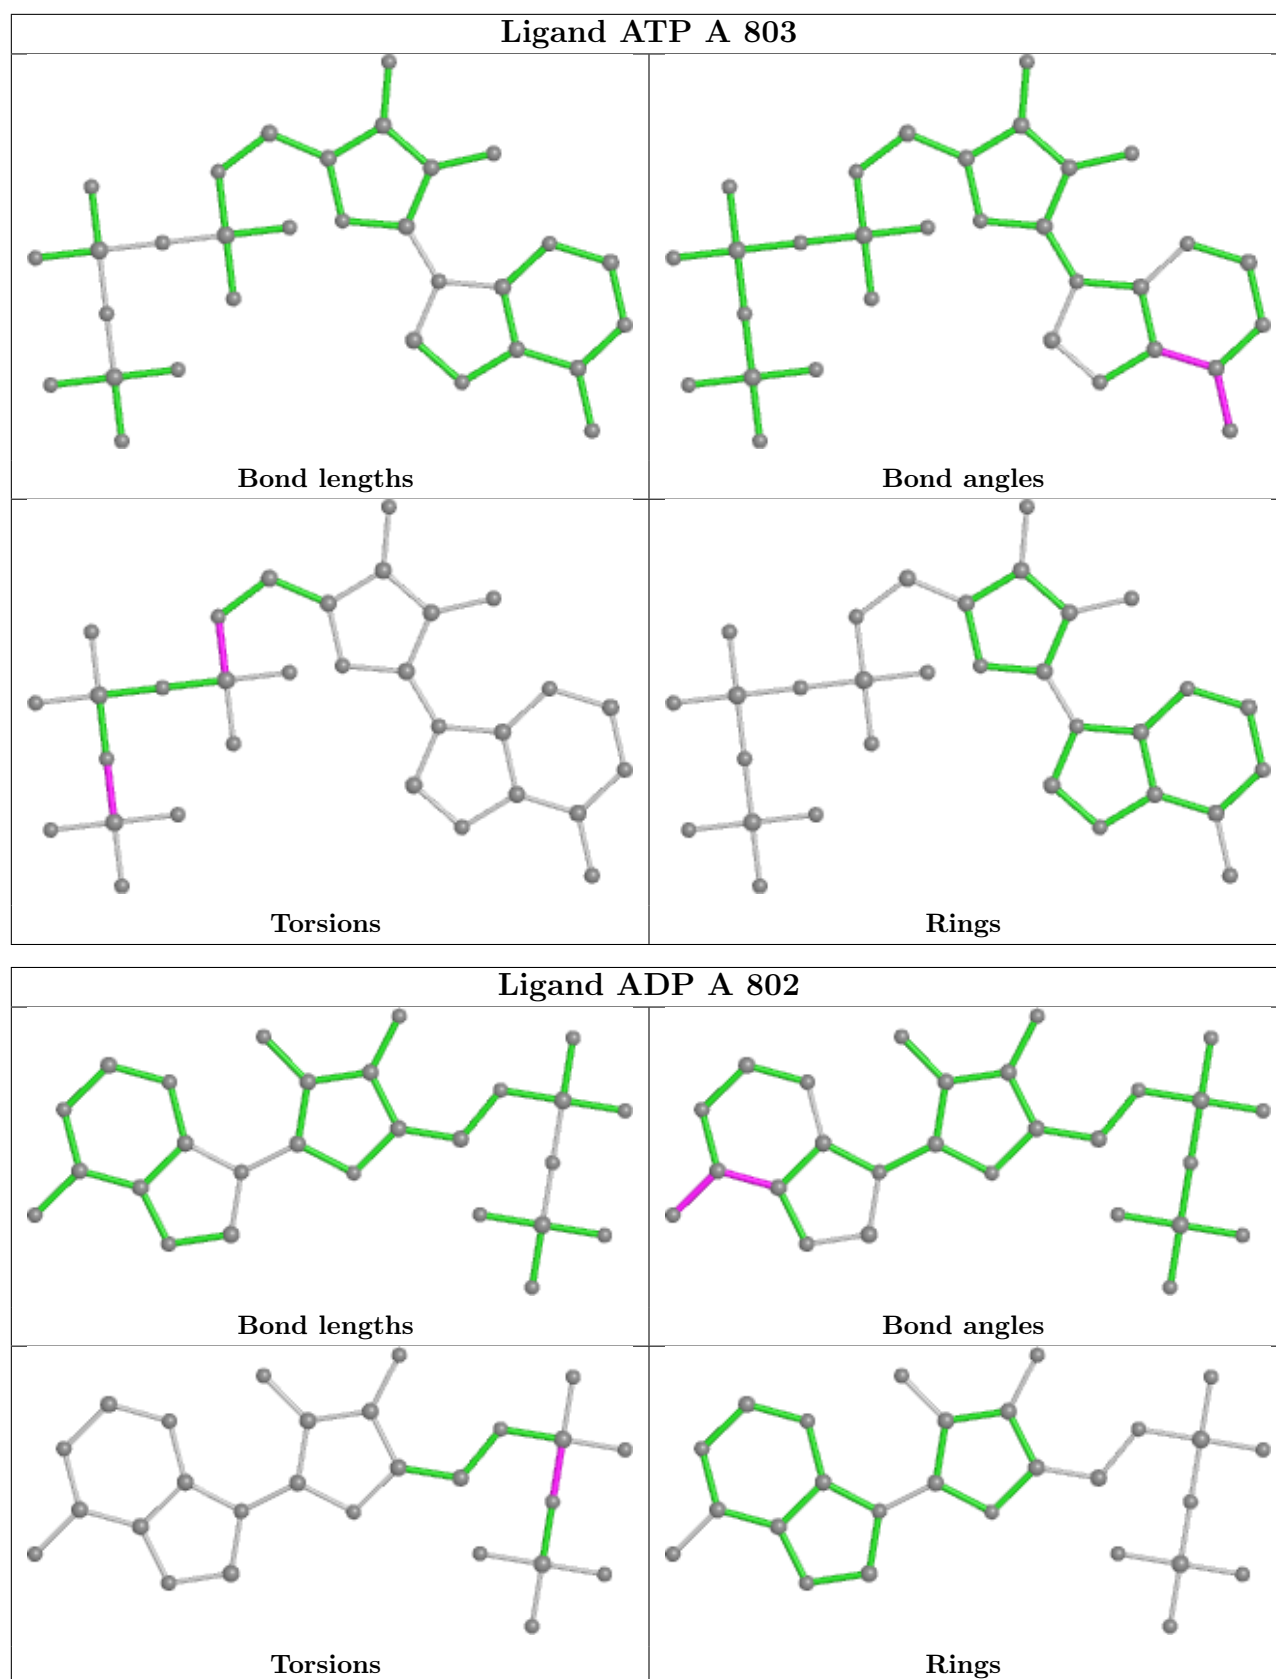 Ligand ATP A 803
Bond lengths
Bond angles
Torsions
Rings
Ligand ADP A 802
Bond lengths
Bond angles
Torsions
Rings